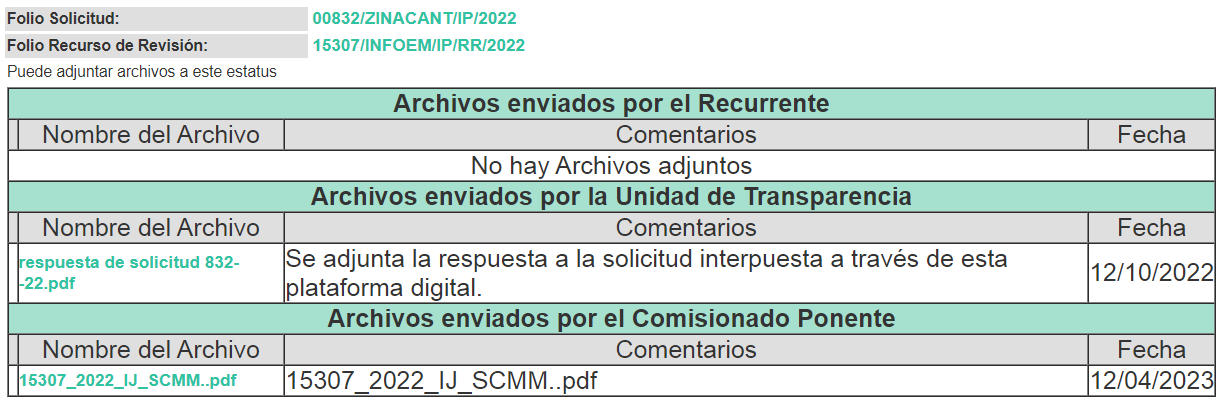 Folio Solicitud: 00832/ZINACANT/IP/2022
Folio Recurso de Revisión: 15307/INFOEM/IP/RR/2022
Puede adjuntar archivos a este estatus
Archivos enviados por el Recurrente
Nombre del Archivo Comentarios Fecha
No hay Archivos adjuntos
Archivos enviados por la Unidad de Transparencia
Nombre del Archivo Comentarios Fecha
respuesta de solicitud 832-
-22.pdf
Se adjunta la respuesta a la solicitud interpuesta a través de esta
plataforma digital.
12/10/2022
Archivos enviados por el Comisionado Ponente
Nombre del Archivo Comentarios Fecha
15307_2022_IJ_SCMM..pdf 15307_2022_IJ_SCMM..pdf 12/04/2023